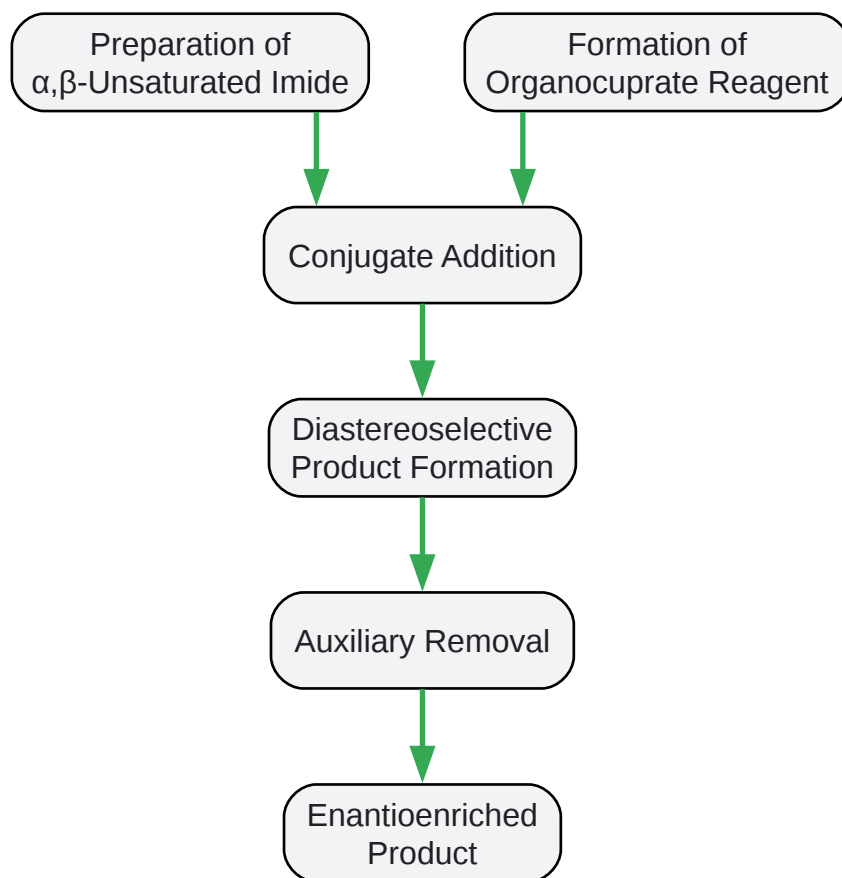 Preparation of
α,β-Unsaturated Imide
Formation of
Organocuprate Reagent
Conjugate Addition
Diastereoselective
Product Formation
Auxiliary Removal
Enantioenriched
Product